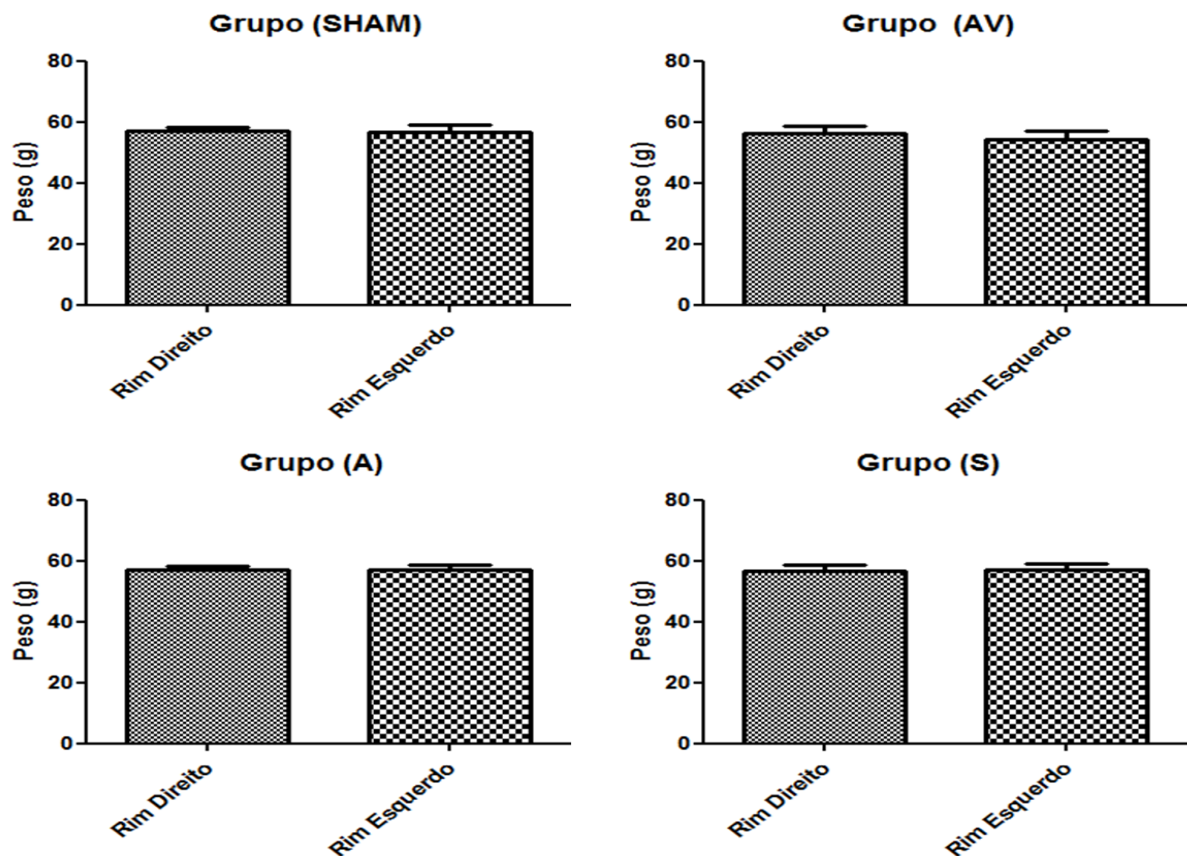 Grupo (SHAM)
80
60
40
20
0
Peso (g)
Rim Direito
Rim Esquerdo
Grupo (AV)
80
60
40
20
0
Peso (g)
Rim Direito
Rim Esquerdo
Grupo (A)
80
60
40
20
0
Peso (g)
Rim Direito
Rim Esquerdo
Grupo (S)
80
60
40
20
0
Peso (g)
Rim Direito
Rim Esquerdo